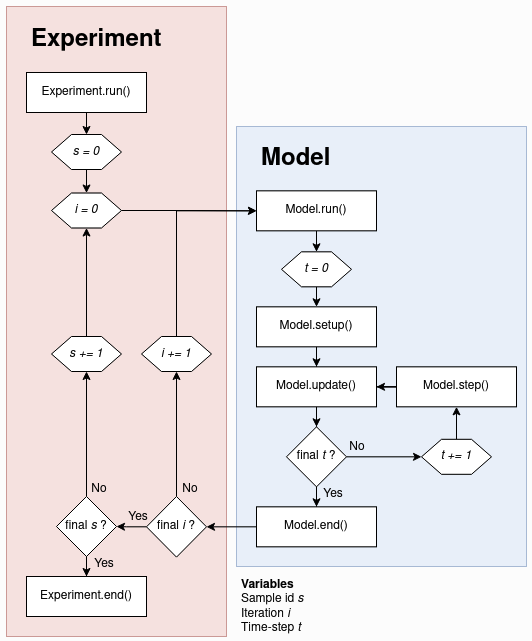 Experiment
Experiment.run()
s = 0
i = 0
s += 1
i += 1
No
No
final s ?
Yes
final i ?
Yes
Experiment.end()
Model
Model.run()
t = 0
Model.setup()
Model.update()
Model.step()
final t ?
No
t += 1
Yes
Model.end()
Variables
Sample id s
Iteration i
Time-step t